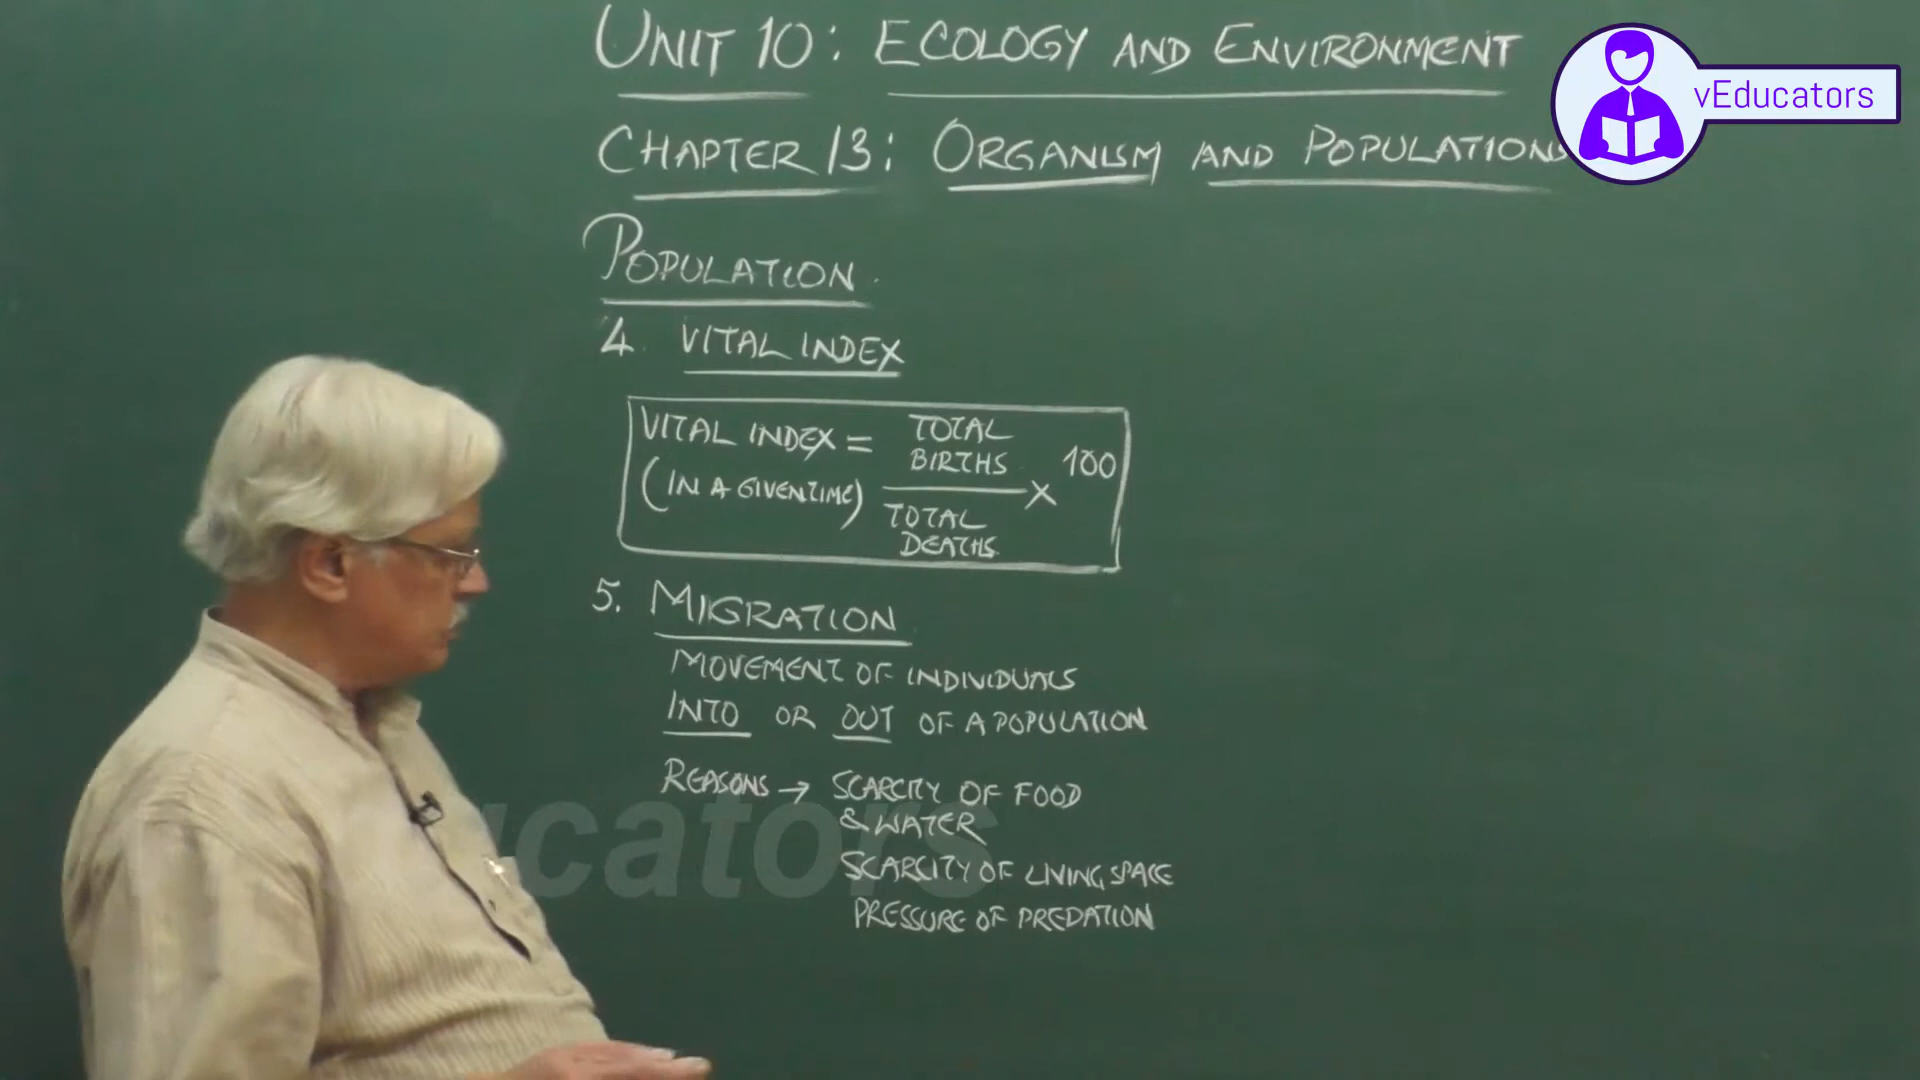 UNIT 10: ECOLOGY AND ENVIRONMENT
vEducators
CHAPTER 13: ORGANISM AND POPULATIONS
POPULATION.
4. VITAL INDEX
VITAL INDEX = TOTAL BIRTHS × 100
(IN A GIVEN TIME) TOTAL DEATHS
5. MIGRATION
MOVEMENT OF INDIVIDUALS
INTO OR OUT OF A POPULATION
REASONS → SCARCITY OF FOOD
& WATER
SCARCITY OF LIVING SPACE
PRESSURE OF PREDATION
ucators